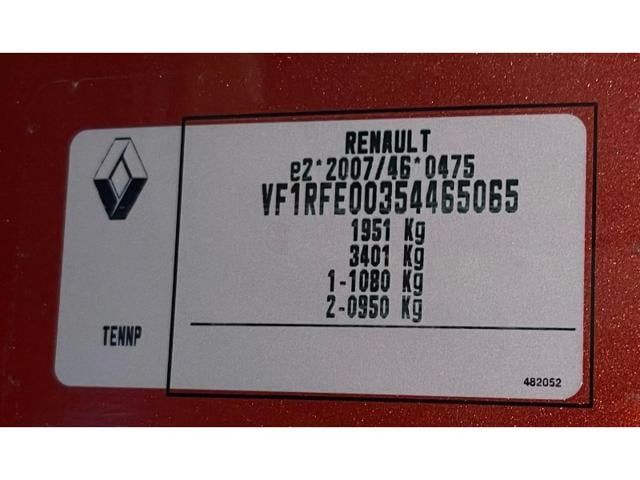 RENAULT
e2*2007/46*0475
VF1RFE00354465065
1951 Kg
3401 Kg
1-1080 Kg
2-0950 Kg
TENNP
482052